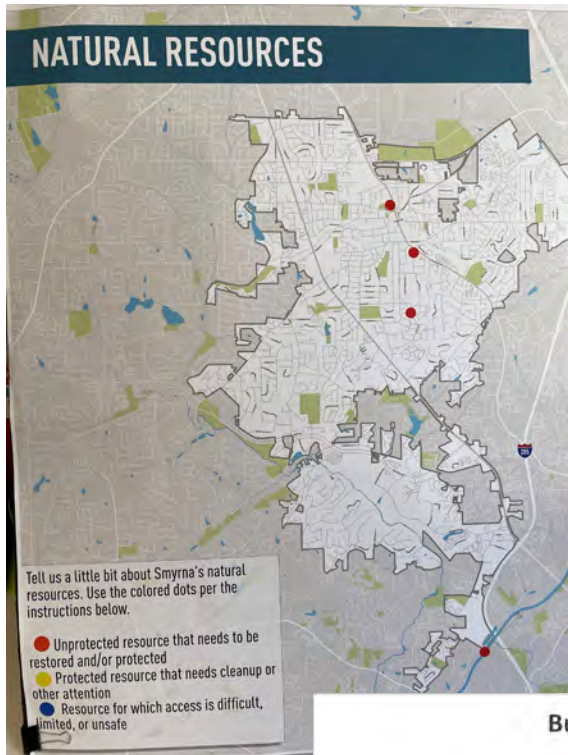 NATURAL RESOURCES
285
Tell us a little bit about Smyrna's natural
resources. Use the colored dots per the
instructions below.
Unprotected resource that needs to be
restored and/or protected
Protected resource that needs cleanup or
other attention
Resource for which access is difficult,
limited, or unsafe